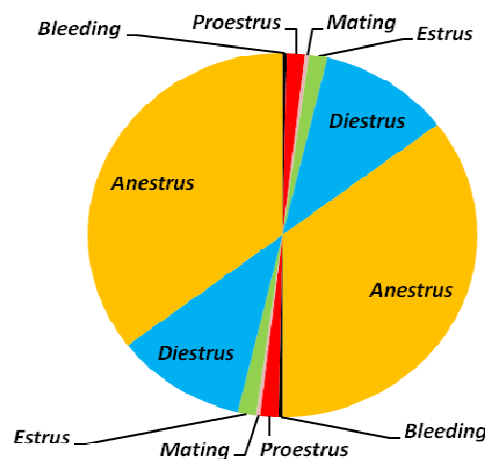 Bleeding
Proestrus
Mating
Estrus
Diestrus
Anestrus
Anestrus
Diestrus
Estrus
Mating
Proestrus
Bleeding